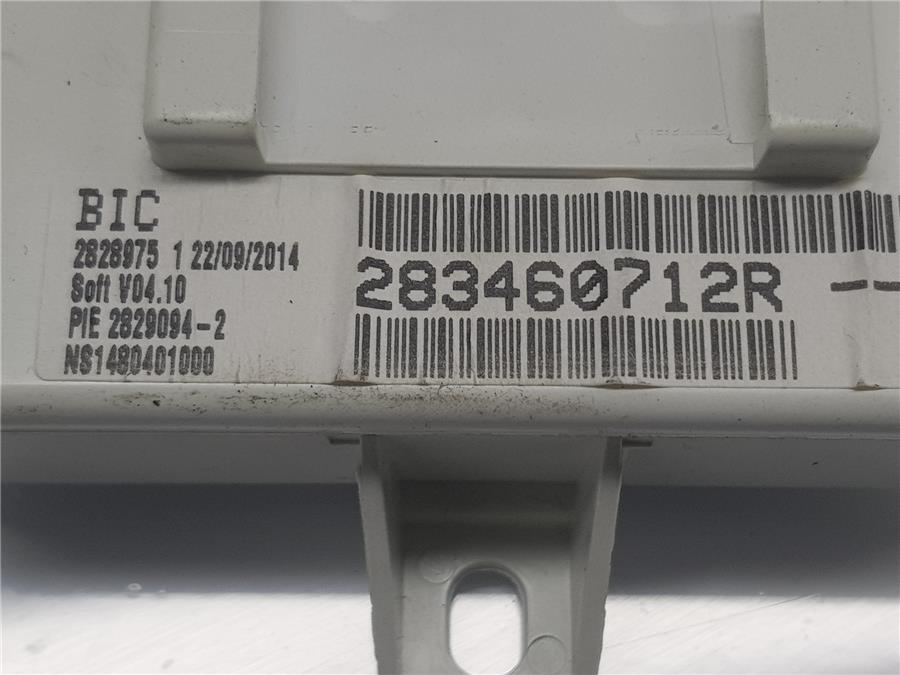 BIC
2828975 1 22/09/2014
Soft V04.10
PIE 2829094-2
NS1480401000
283460712R --